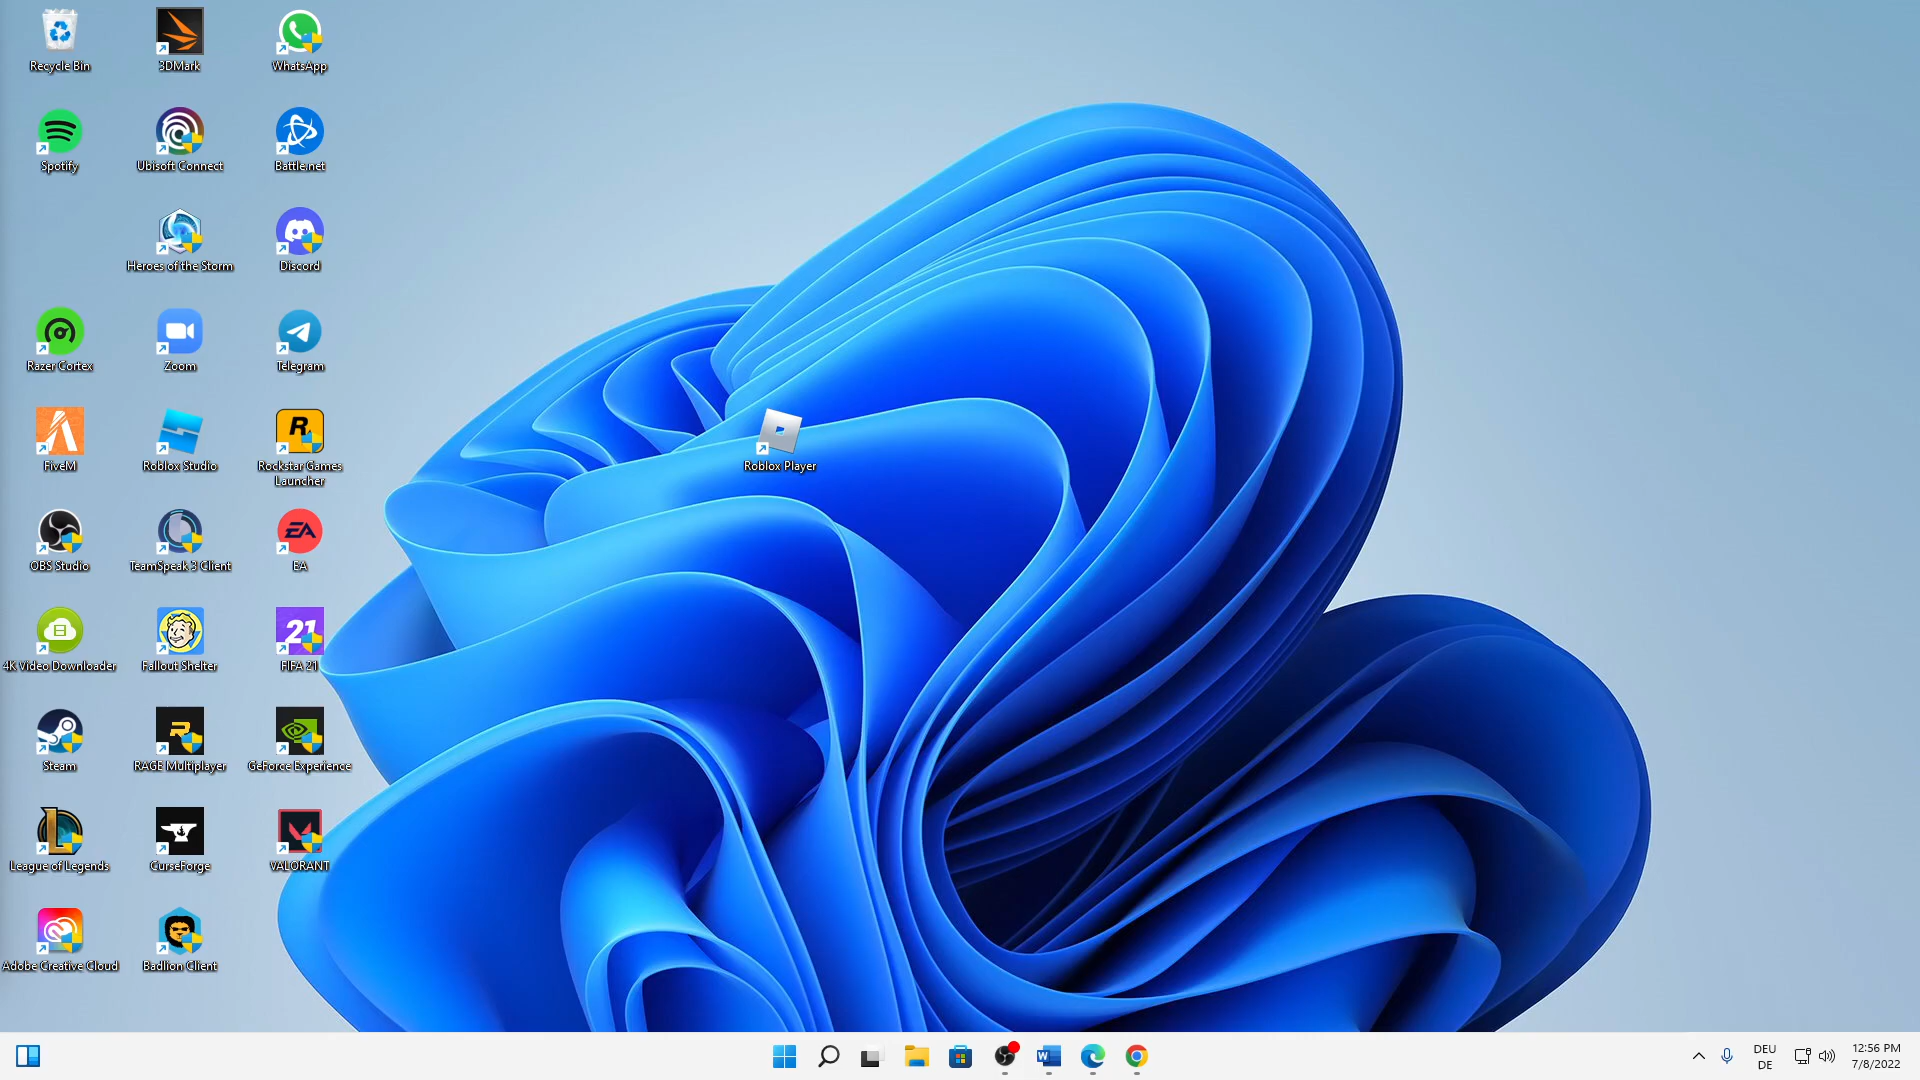 Recycle Bin
3DMark
WhatsApp
Spotify
Ubisoft Connect
Battle.net
Heroes of the Storm
Discord
Razer Cortex
Zoom
Telegram
FiveM
Roblox Studio
R
Rockstar Games
Launcher
Roblox Player
OBS Studio
TeamSpeak 3 Client
EA
EA
4K Video Downloader
Fallout Shelter
21
FIFA 21
Steam
R
RAGE Multiplayer
GeForce Experience
L
League of Legends
CurseForge
VALORANT
Adobe Creative Cloud
Badlion Client
W
DEU
DE
12:56 PM
7/8/2022